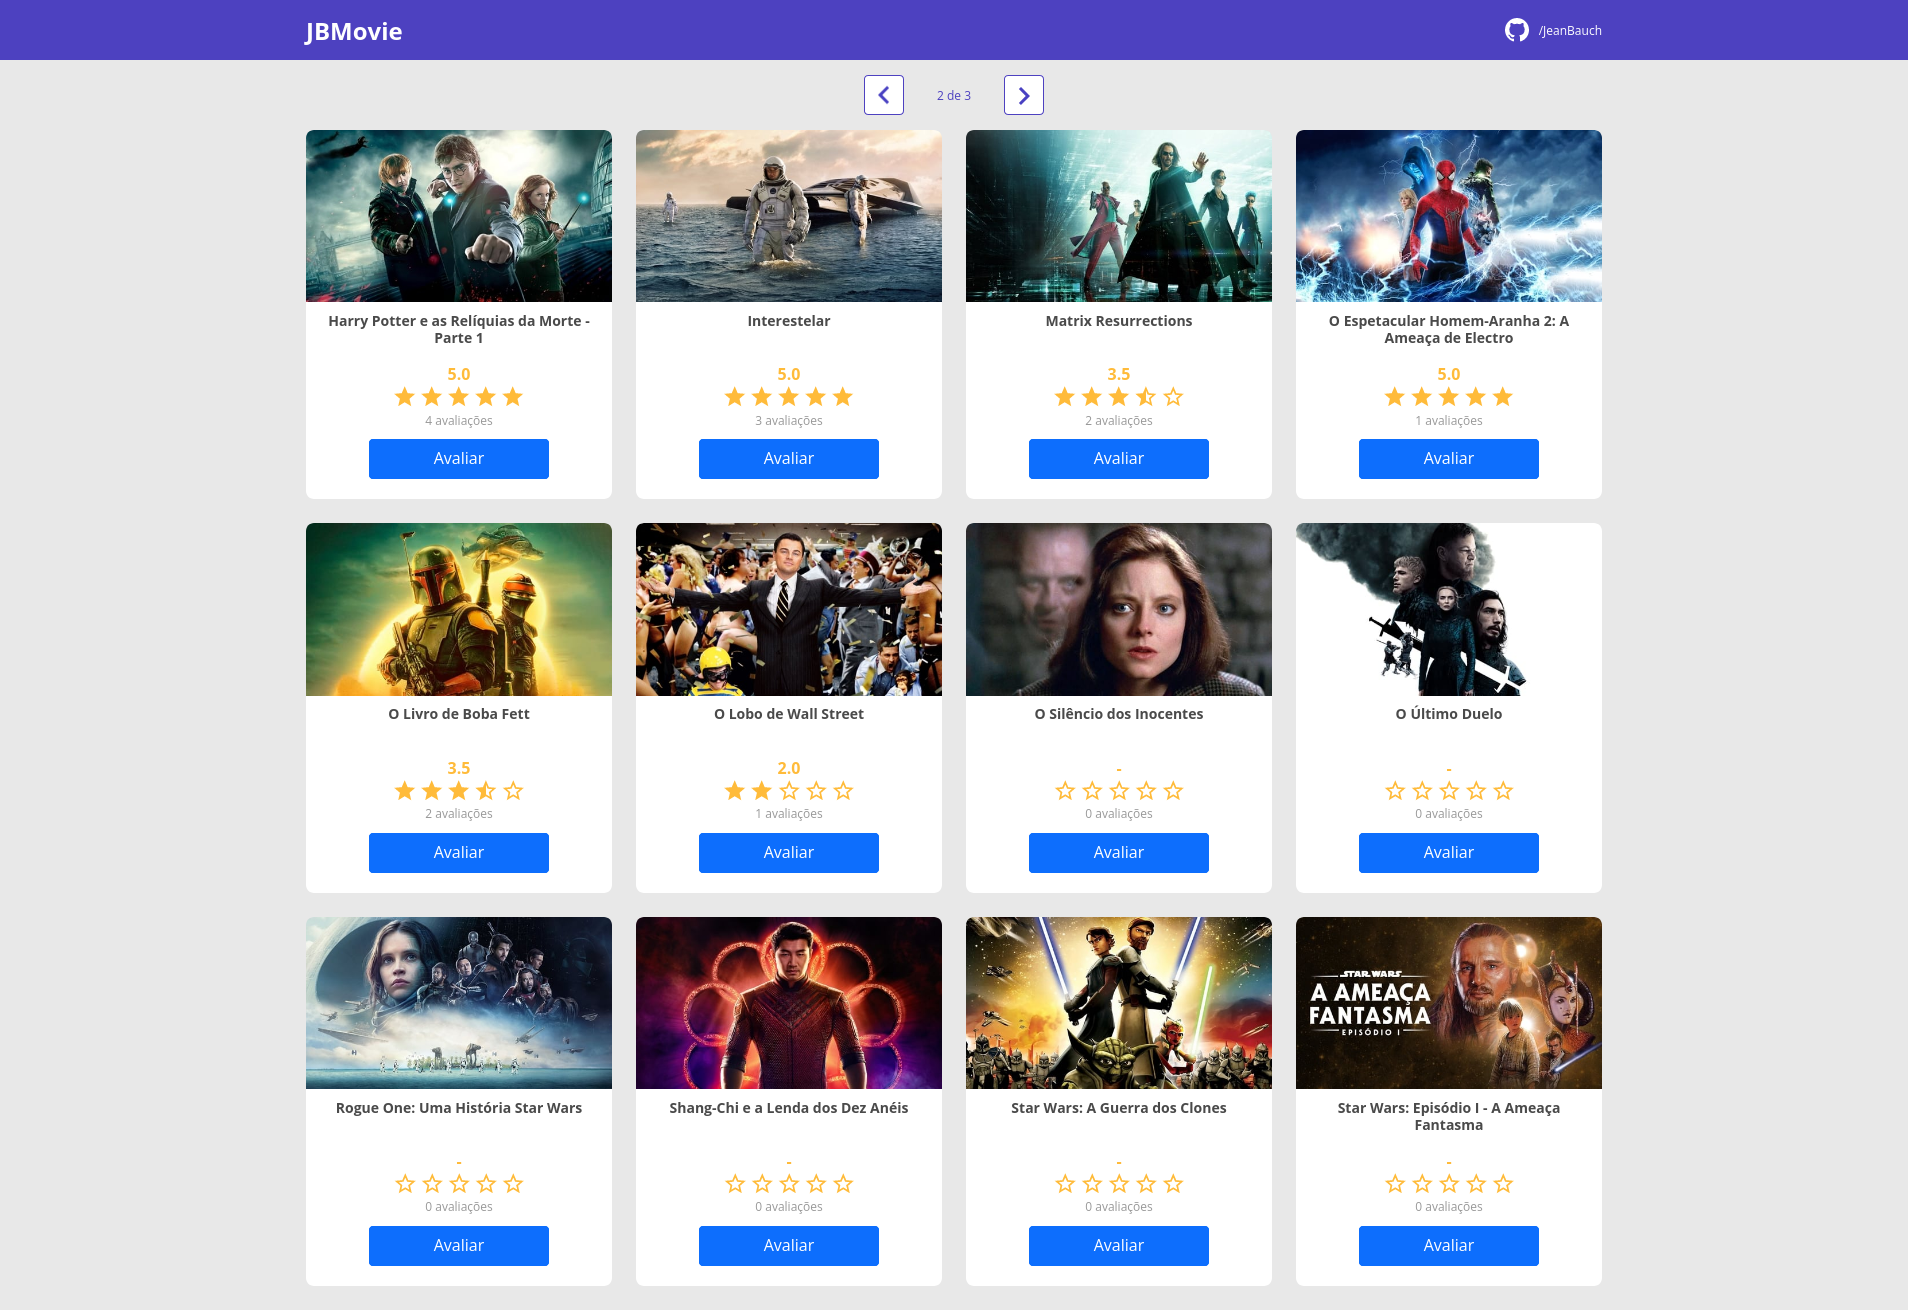 JBMovie
/JeanBauch
2 de 3
Harry Potter e as Relíquias da Morte -
Parte 1
5.0
4 avaliações
Avaliar
Interestelar
5.0
3 avaliações
Avaliar
Matrix Resurrections
3.5
2 avaliações
Avaliar
O Espetacular Homem-Aranha 2: A
Ameaça de Electro
5.0
1 avaliações
Avaliar
O Livro de Boba Fett
3.5
2 avaliações
Avaliar
O Lobo de Wall Street
2.0
1 avaliações
Avaliar
O Silêncio dos Inocentes
-
0 avaliações
Avaliar
O Último Duelo
-
0 avaliações
Avaliar
Rogue One: Uma História Star Wars
-
0 avaliações
Avaliar
Shang-Chi e a Lenda dos Dez Anéis
-
0 avaliações
Avaliar
Star Wars: A Guerra dos Clones
-
0 avaliações
Avaliar
STAR WARS
A AMEAÇA
FANTASMA
EPISÓDIO I
Star Wars: Episódio I - A Ameaça
Fantasma
-
0 avaliações
Avaliar